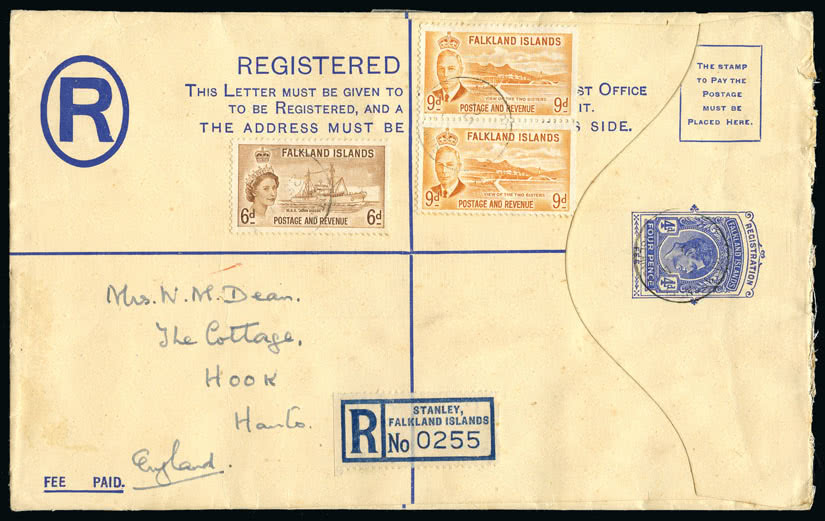 R
REGISTERED
THIS LETTER MUST BE GIVEN TO ST OFFICE
TO BE REGISTERED, AND A IT.
THE ADDRESS MUST BE S SIDE.
THE STAMP
TO PAY THE
POSTAGE
MUST BE
PLACED HERE.
FALKLAND ISLANDS
9d 9d
VIEW OF THE TWO SISTERS
POSTAGE AND REVENUE
FALKLAND ISLANDS
9d 9d
VIEW OF THE TWO SISTERS
POSTAGE AND REVENUE
FALKLAND ISLANDS
6d 6d
POSTAGE AND REVENUE
REGISTRATION
FALKLAND ISLANDS
4d 4d
FOUR PENCE
Mrs. N. M. Dean.
The Cottage,
HOOK
Hants.
England.
R
STANLEY,
FALKLAND ISLANDS
No 0255
FEE PAID.